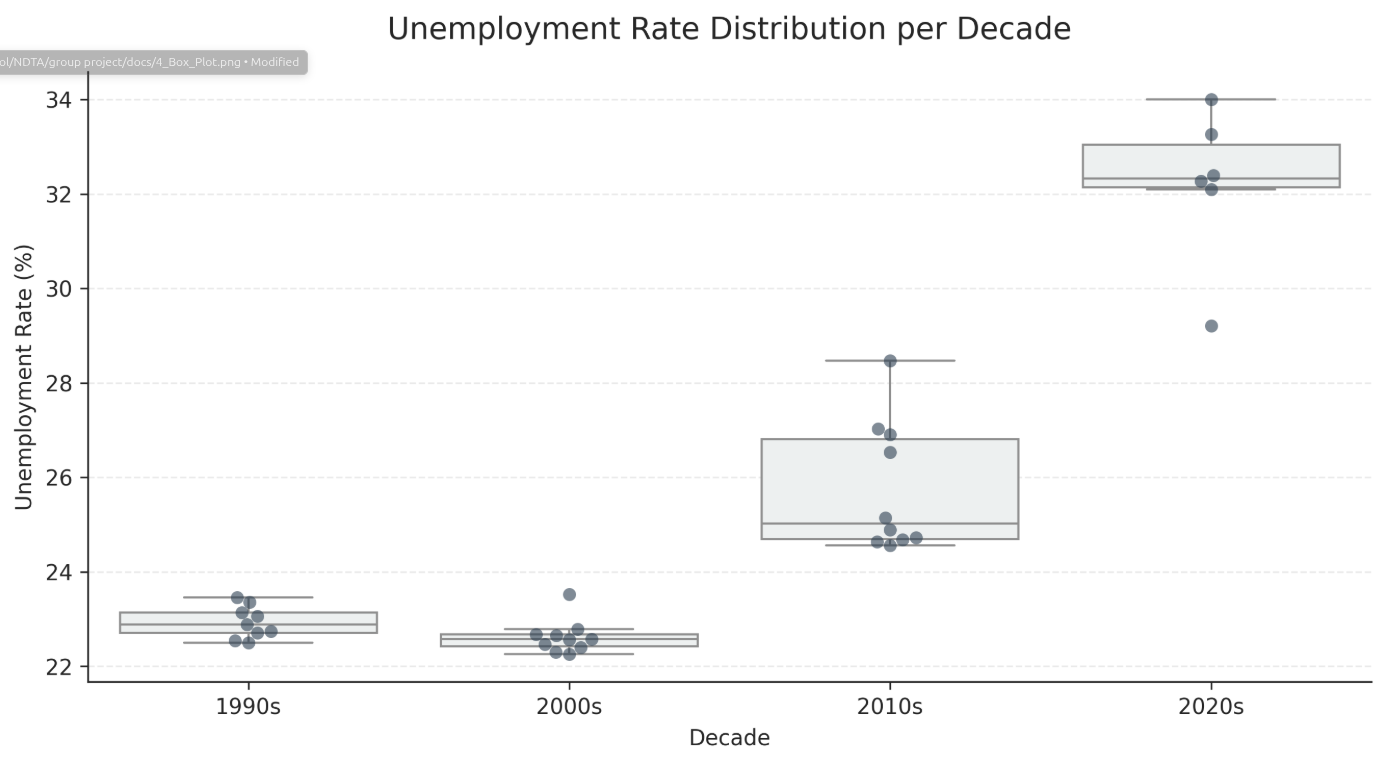 Unemployment Rate Distribution per Decade
ol/NDTA/group project/docs/4_Box_Plot.png • Modified
Unemployment Rate (%)
34
32
30
28
26
24
22
1990s
2000s
2010s
2020s
Decade